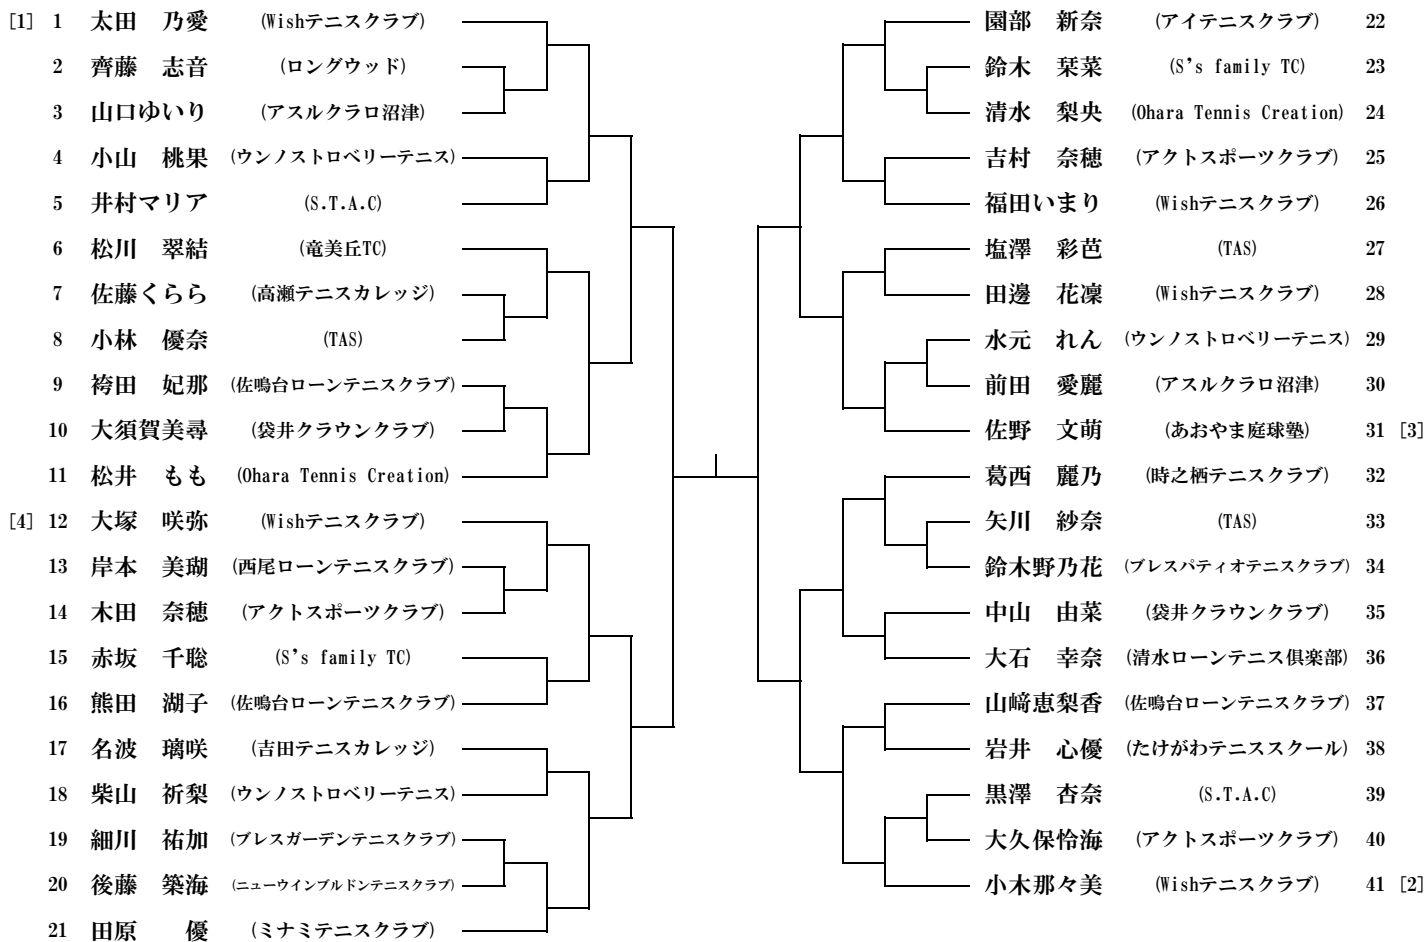 [1] 1 太田 乃愛 (Wishテニスクラブ)
2 齊藤 志音 (ロングウッド)
3 山口ゆいり (アスルクラロ沼津)
4 小山 桃果 (ウンノストロベリーテニス)
5 井村マリア (S.T.A.C)
6 松川 翠結 (竜美丘TC)
7 佐藤くらら (高瀬テニスカレッジ)
8 小林 優奈 (TAS)
9 袴田 妃那 (佐鳴台ローンテニスクラブ)
10 大須賀美尋 (袋井クラウンクラブ)
11 松井 もも (Ohara Tennis Creation)
[4] 12 大塚 咲弥 (Wishテニスクラブ)
13 岸本 美瑚 (西尾ローンテニスクラブ)
14 木田 奈穂 (アクトスポーツクラブ)
15 赤坂 千聡 (S's family TC)
16 熊田 湖子 (佐鳴台ローンテニスクラブ)
17 名波 璃咲 (吉田テニスカレッジ)
18 柴山 祈梨 (ウンノストロベリーテニス)
19 細川 祐加 (ブレスガーデンテニスクラブ)
20 後藤 築海 (ニューウインブルドンテニスクラブ)
21 田原 優 (ミナミテニスクラブ)
園部 新奈 (アイテニスクラブ) 22
鈴木 栞菜 (S's family TC) 23
清水 梨央 (Ohara Tennis Creation) 24
吉村 奈穂 (アクトスポーツクラブ) 25
福田いまり (Wishテニスクラブ) 26
塩澤 彩芭 (TAS) 27
田邊 花凜 (Wishテニスクラブ) 28
水元 れん (ウンノストロベリーテニス) 29
前田 愛麗 (アスルクラロ沼津) 30
佐野 文萌 (あおやま庭球塾) 31 [3]
葛西 麗乃 (時之栖テニスクラブ) 32
矢川 紗奈 (TAS) 33
鈴木野乃花 (ブレスパティオテニスクラブ) 34
中山 由菜 (袋井クラウンクラブ) 35
大石 幸奈 (清水ローンテニス倶楽部) 36
山﨑恵梨香 (佐鳴台ローンテニスクラブ) 37
岩井 心優 (たけがわテニススクール) 38
黒澤 杏奈 (S.T.A.C) 39
大久保怜海 (アクトスポーツクラブ) 40
小木那々美 (Wishテニスクラブ) 41 [2]